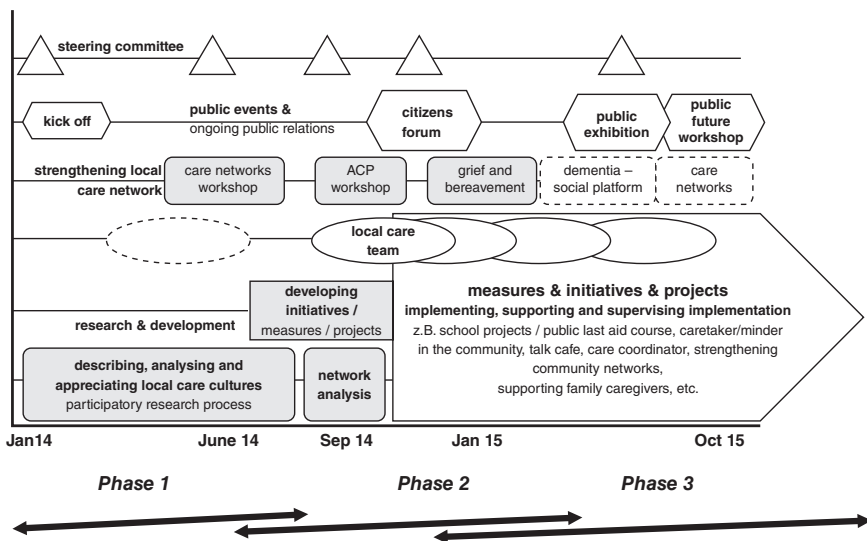 steering committee
kick off
public events &
ongoing public relations
citizens
forum
public
exhibition
public
future
workshop
strengthening local
care network
care networks
workshop
ACP
workshop
grief and
bereavement
dementia –
social platform
care
networks
local care
team
developing
initiatives /
measures / projects
research & development
measures & initiatives & projects
implementing, supporting and supervising implementation
z.B. school projects / public last aid course, caretaker/minder
in the community, talk cafe, care coordinator, strengthening
community networks,
supporting family caregivers, etc.
describing, analysing and
appreciating local care cultures
participatory research process
network
analysis
Jan14
June 14
Sep 14
Jan 15
Oct 15
Phase 1
Phase 2
Phase 3